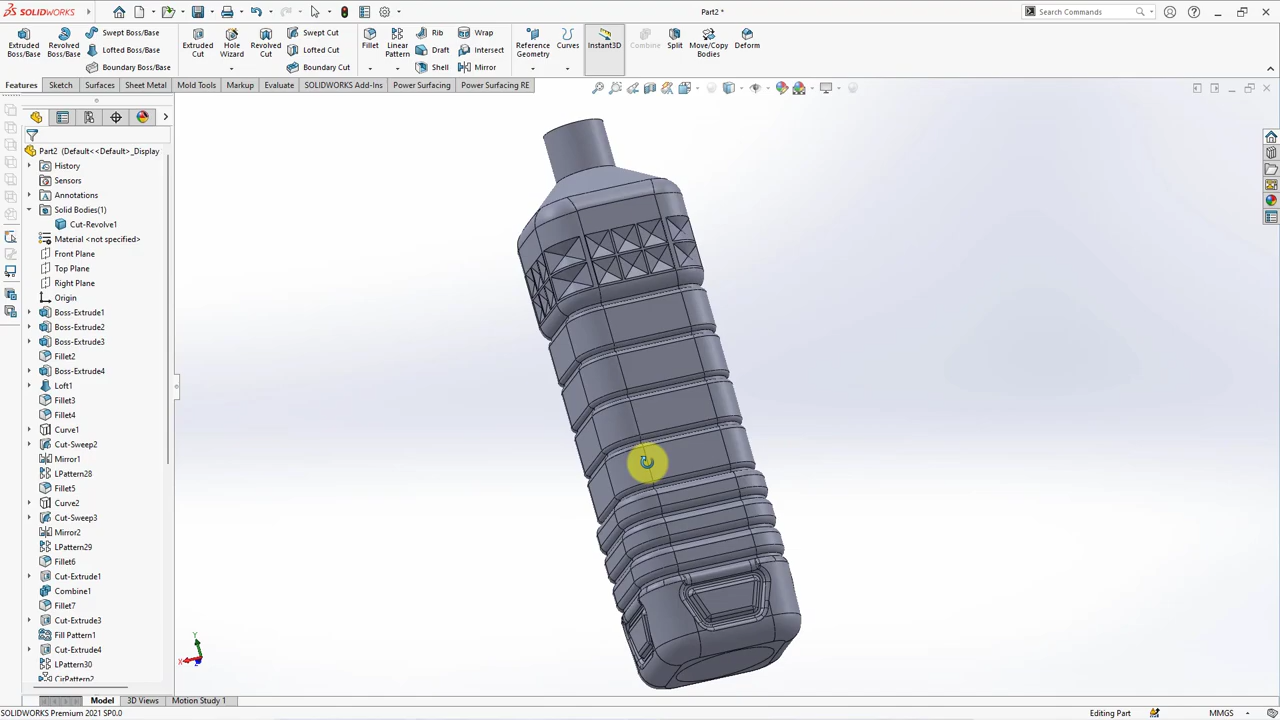 SOLIDWORKS
Part2 *
Search Commands
Extruded Boss/Base
Revolved Boss/Base
Swept Boss/Base
Lofted Boss/Base
Boundary Boss/Base
Extruded Cut
Hole Wizard
Revolved Cut
Swept Cut
Lofted Cut
Boundary Cut
Fillet
Linear Pattern
Rib
Draft
Shell
Wrap
Intersect
Mirror
Reference Geometry
Curves
Instant3D
Combine
Split
Move/Copy Bodies
Deform
Features
Sketch
Surfaces
Sheet Metal
Mold Tools
Markup
Evaluate
SOLIDWORKS Add-Ins
Power Surfacing
Power Surfacing RE
Part2 (Default<<Default>_Display
History
Sensors
Annotations
Solid Bodies(1)
Cut-Revolve1
Material <not specified>
Front Plane
Top Plane
Right Plane
Origin
Boss-Extrude1
Boss-Extrude2
Boss-Extrude3
Fillet2
Boss-Extrude4
Loft1
Fillet3
Fillet4
Curve1
Cut-Sweep2
Mirror1
LPattern28
Fillet5
Curve2
Cut-Sweep3
Mirror2
LPattern29
Fillet6
Cut-Extrude1
Combine1
Fillet7
Cut-Extrude3
Fill Pattern1
Cut-Extrude4
LPattern30
CirPattern2
Y
X
Z
Model
3D Views
Motion Study 1
SOLIDWORKS Premium 2021 SP0.0
Editing Part
MMGS